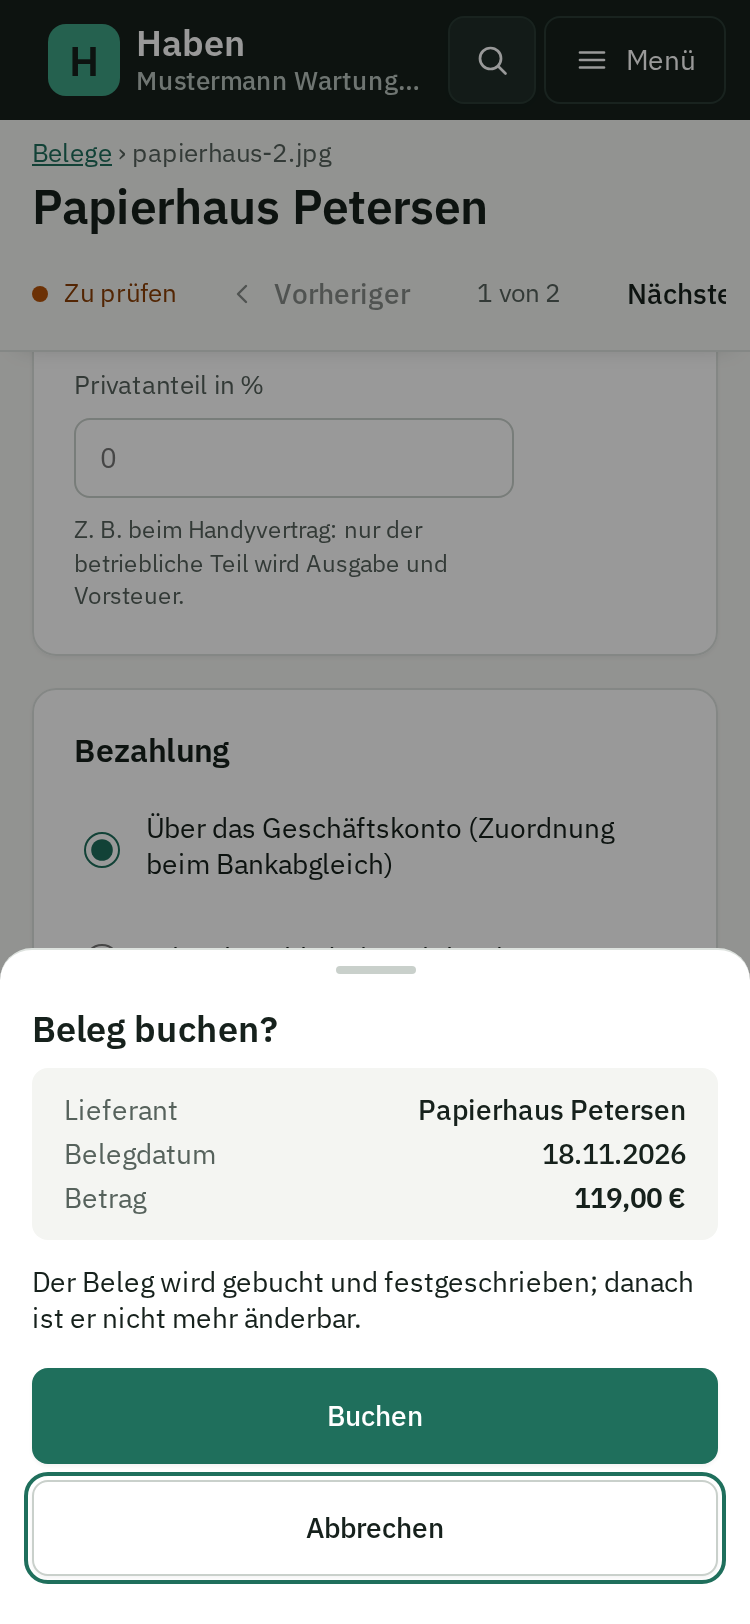 H
Haben
Mustermann Wartung…
Menü
Belege › papierhaus-2.jpg
Papierhaus Petersen
Zu prüfen
Vorheriger
1 von 2
Nächste
Privatanteil in %
0
Z. B. beim Handyvertrag: nur der
betriebliche Teil wird Ausgabe und
Vorsteuer.
Bezahlung
Über das Geschäftskonto (Zuordnung
beim Bankabgleich)
Beleg buchen?
Lieferant Papierhaus Petersen
Belegdatum 18.11.2026
Betrag 119,00 €
Der Beleg wird gebucht und festgeschrieben; danach
ist er nicht mehr änderbar.
Buchen
Abbrechen